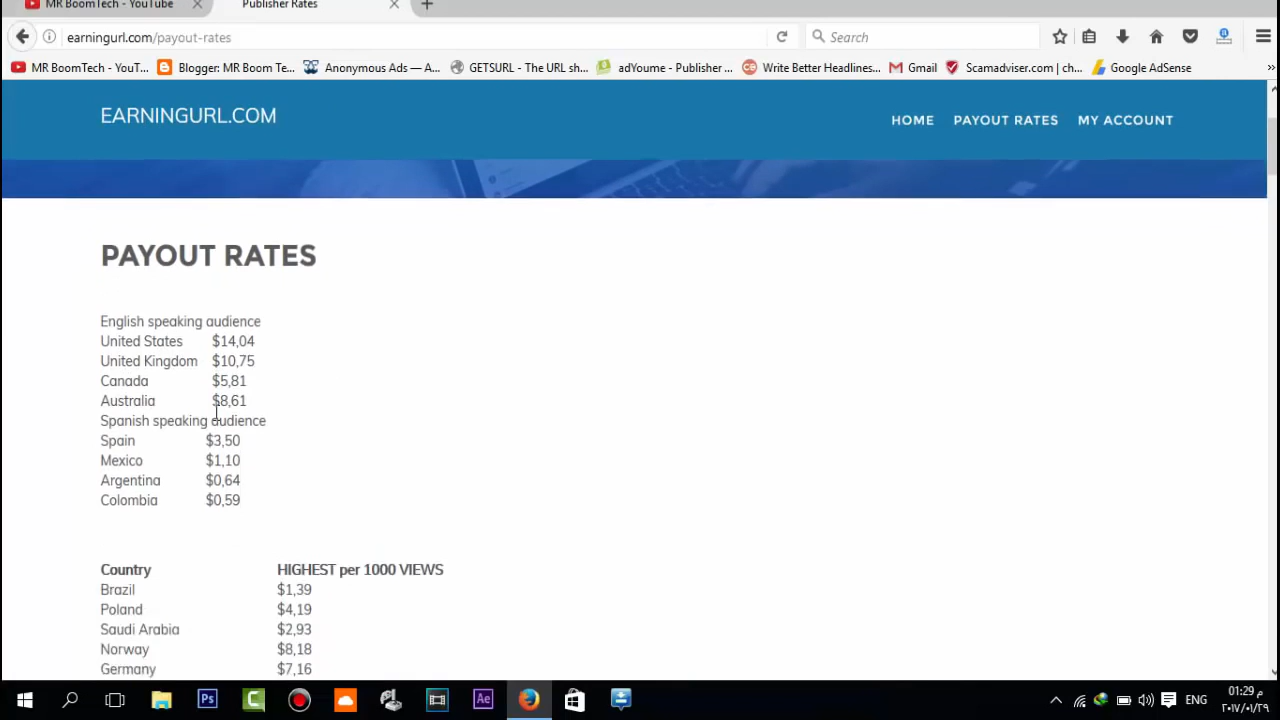 MR BoomTech - YouTube
Publisher Rates
earningurl.com/payout-rates
Search
MR BoomTech - YouT...
Blogger: MR Boom Te...
Anonymous Ads — A...
GETSURL - The URL sh...
adYoume - Publisher ...
Write Better Headlines...
Gmail
Scamadviser.com | ch...
Google AdSense
EARNINGURL.COM
HOME
PAYOUT RATES
MY ACCOUNT
PAYOUT RATES
English speaking audience
United States $14,04
United Kingdom $10,75
Canada $5,81
Australia $8,61
Spanish speaking audience
Spain $3,50
Mexico $1,10
Argentina $0,64
Colombia $0,59
Country HIGHEST per 1000 VIEWS
Brazil $1,39
Poland $4,19
Saudi Arabia $2,93
Norway $8,18
Germany $7,16
Ps
Ae
ENG
01:29 م
٢٠١٧/٠١/٢٩